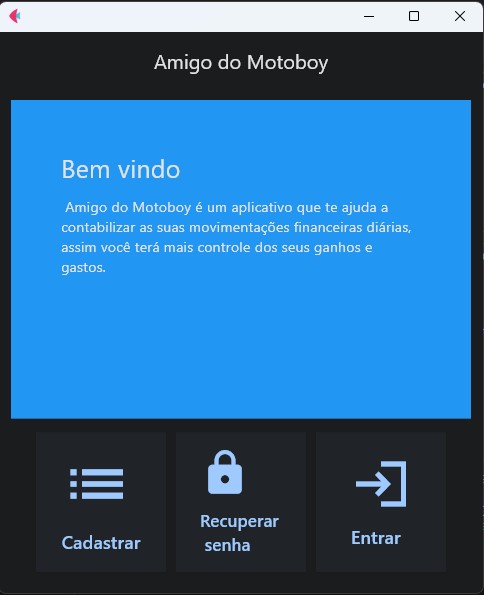 Amigo do Motoboy
Bem vindo
Amigo do Motoboy é um aplicativo que te ajuda a
contabilizar as suas movimentações financeiras diárias,
assim você terá mais controle dos seus ganhos e
gastos.
Cadastrar
Recuperar
senha
Entrar